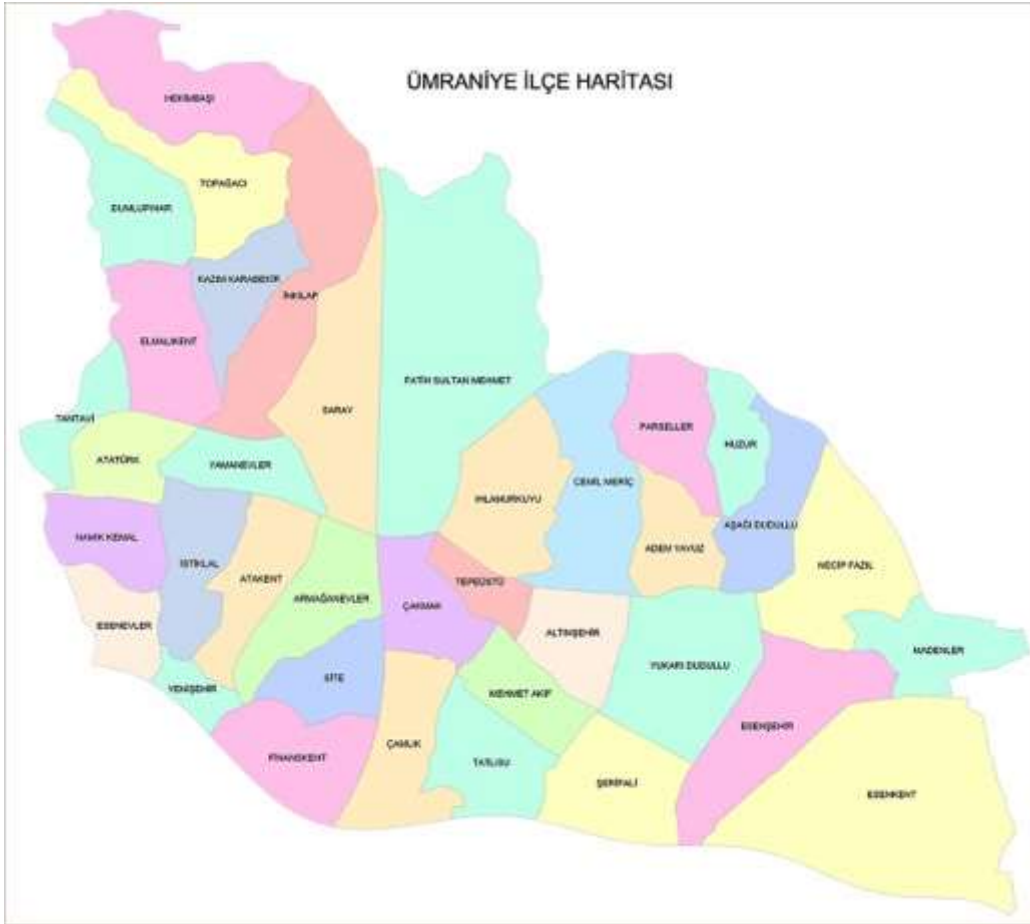 ÜMRANİYE İLÇE HARİTASI
HEKİMBAŞI
TOPAĞACI
DUMLUPINAR
KAZIM KARABEKİR
İNKILAP
ELMALIKENT
FATİH SULTAN MEHMET
SARAY
TANTAVİ
PARSELLER
HUZUR
ATATÜRK
YAMANEVLER
IHLAMURKUYU
CEMİL MERİÇ
AŞAĞI DUDULLU
NAMIK KEMAL
ADEM YAVUZ
İSTİKLAL
NECİP FAZIL
ATAKENT
TEPEÜSTÜ
ARMAĞANEVLER
ÇAKMAK
ESENEVLER
ALTINŞEHİR
MADENLER
YUKARI DUDULLU
SİTE
YENİŞEHİR
MEHMET AKİF
ESENŞEHİR
ÇAMLIK
FİNANSKENT
TATLISU
ŞERİFALİ
ESENKENT